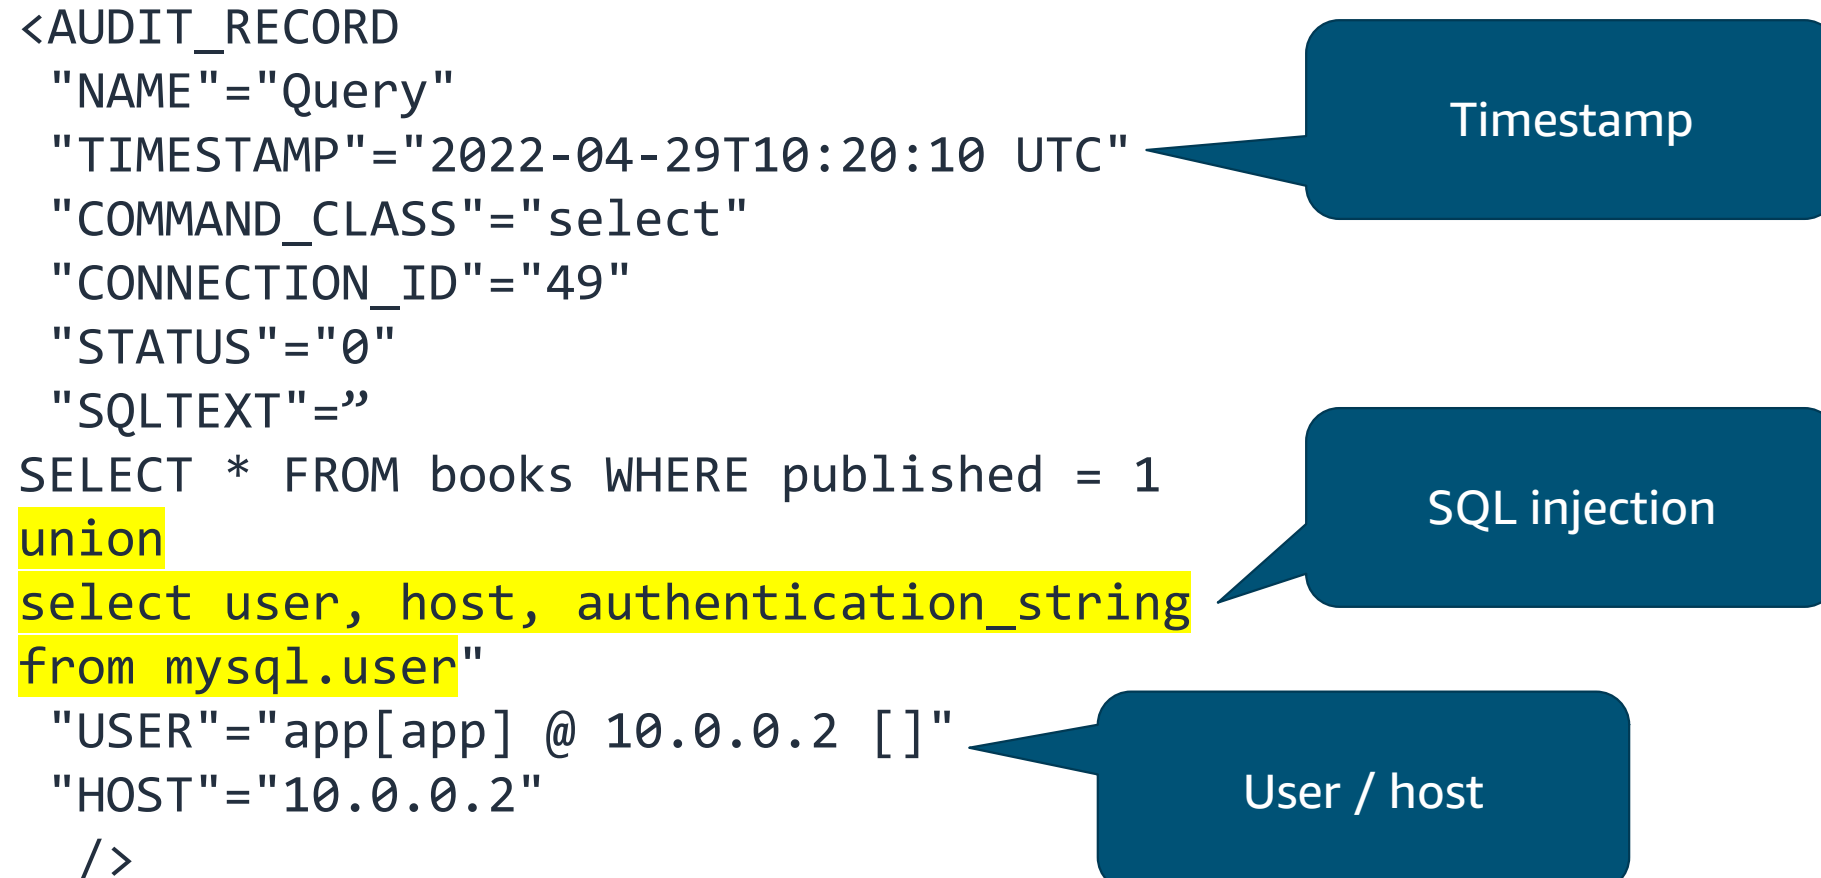 <AUDIT_RECORD
"NAME"="Query"
"TIMESTAMP"="2022-04-29T10:20:10 UTC"
Timestamp
"COMMAND_CLASS"="select"
"CONNECTION_ID"="49"
"STATUS"="0"
"SQLTEXT"=”
SELECT * FROM books WHERE published = 1
union
SQL injection
select user, host, authentication_string
from mysql.user"
"USER"="app[app] @ 10.0.0.2 []"
"HOST"="10.0.0.2"
User / host
/>